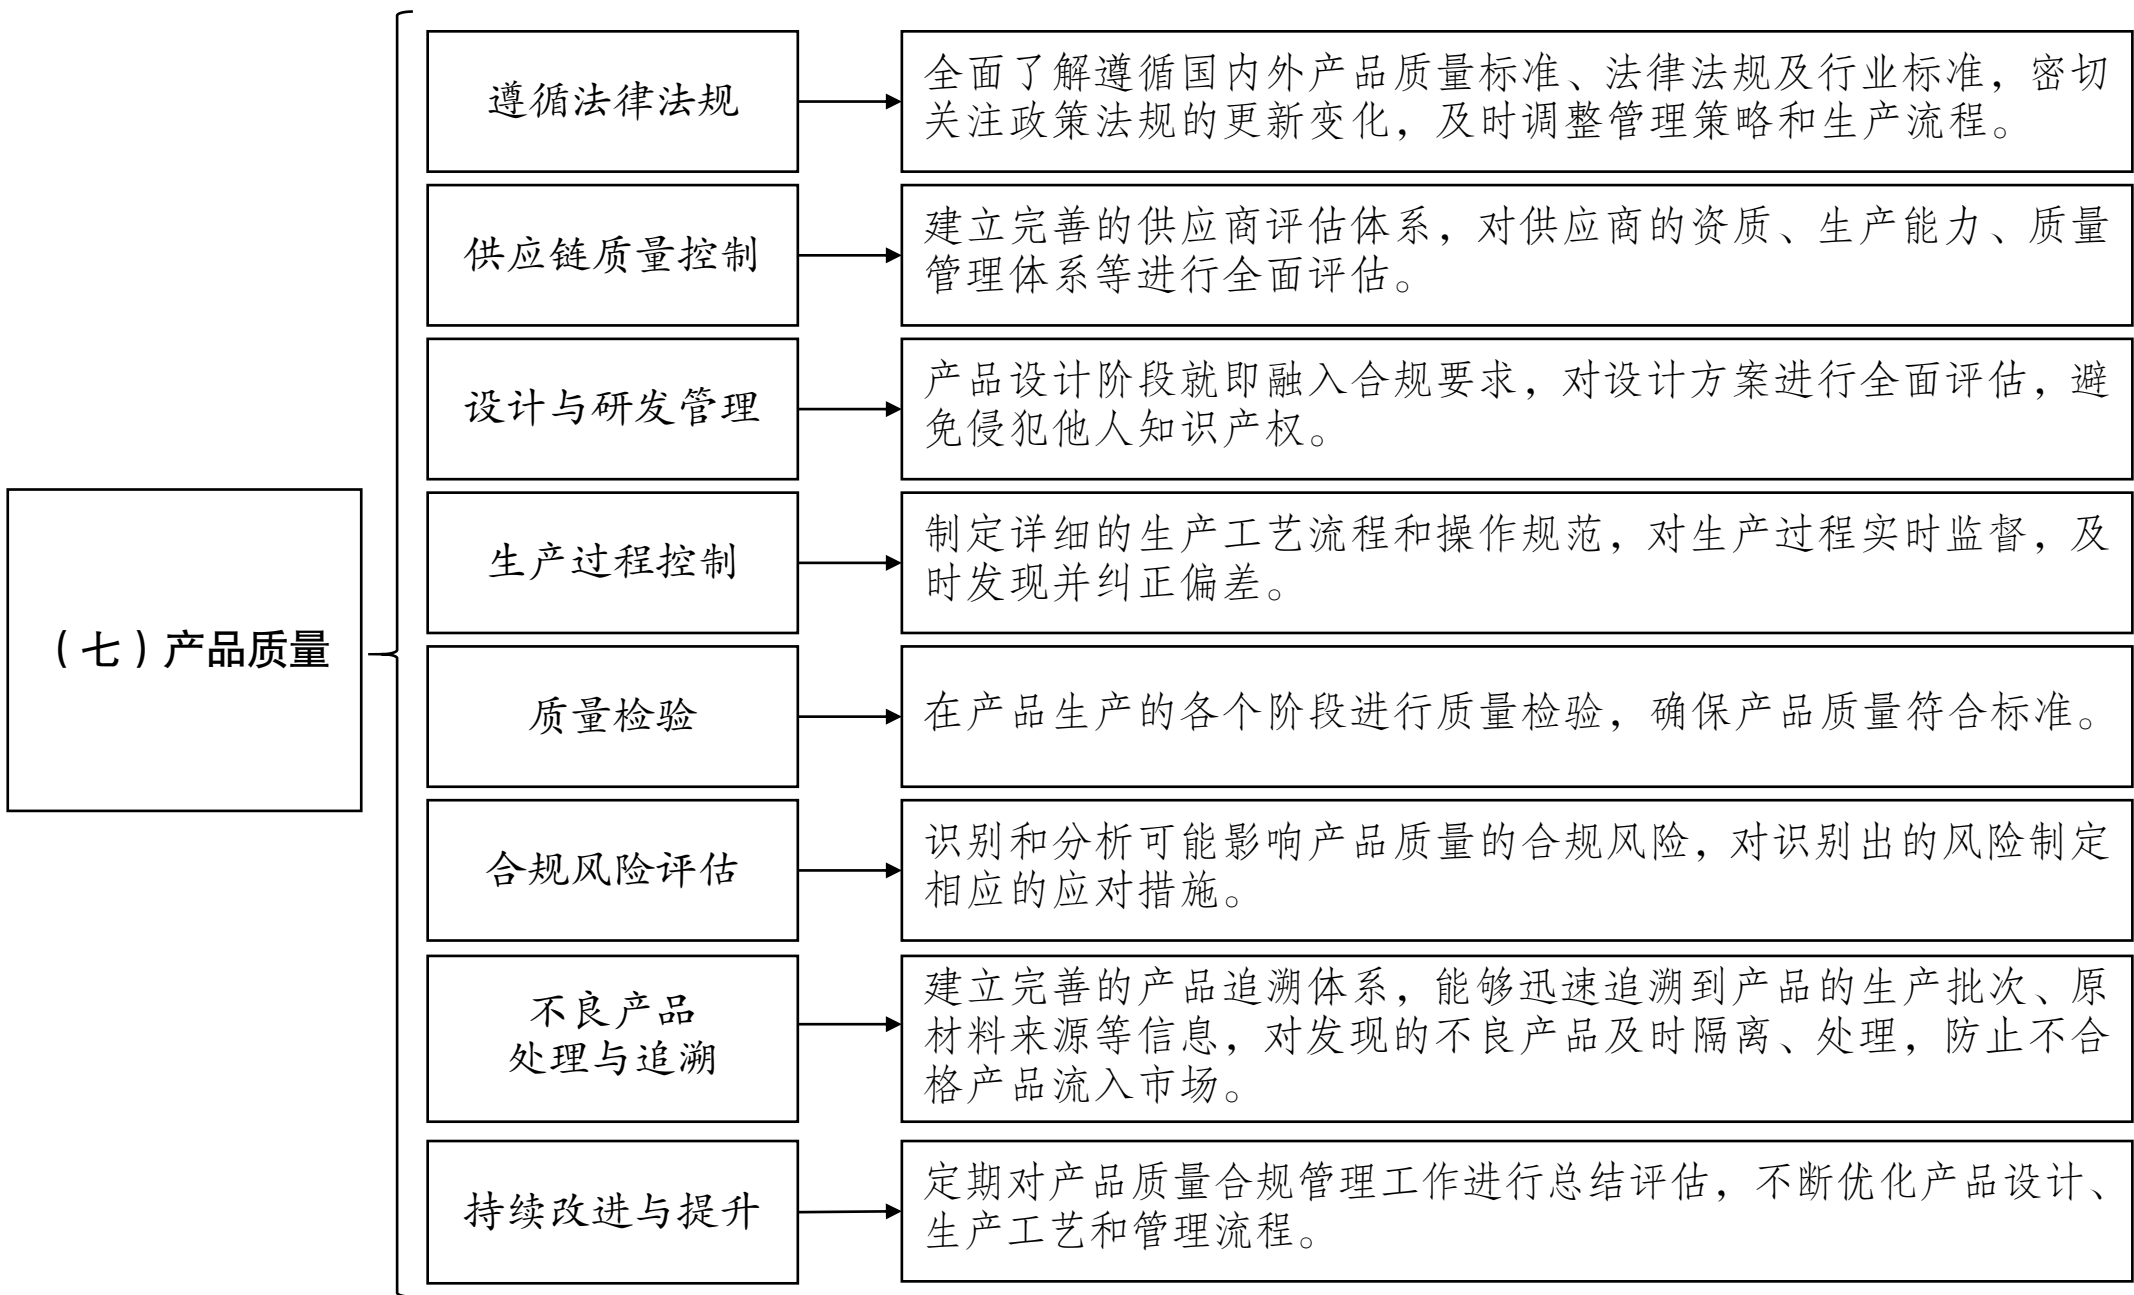 （七）产品质量
遵循法律法规
全面了解遵循国内外产品质量标准、法律法规及行业标准，密切
关注政策法规的更新变化，及时调整管理策略和生产流程。
供应链质量控制
建立完善的供应商评估体系，对供应商的资质、生产能力、质量
管理体系等进行全面评估。
设计与研发管理
产品设计阶段就即融入合规要求，对设计方案进行全面评估，避
免侵犯他人知识产权。
生产过程控制
制定详细的生产工艺流程和操作规范，对生产过程实时监督，及
时发现并纠正偏差。
质量检验
在产品生产的各个阶段进行质量检验，确保产品质量符合标准。
合规风险评估
识别和分析可能影响产品质量的合规风险，对识别出的风险制定
相应的应对措施。
不良产品
处理与追溯
建立完善的产品追溯体系，能够迅速追溯到产品的生产批次、原
材料来源等信息，对发现的不良产品及时隔离、处理，防止不合
格产品流入市场。
持续改进与提升
定期对产品质量合规管理工作进行总结评估，不断优化产品设计、
生产工艺和管理流程。